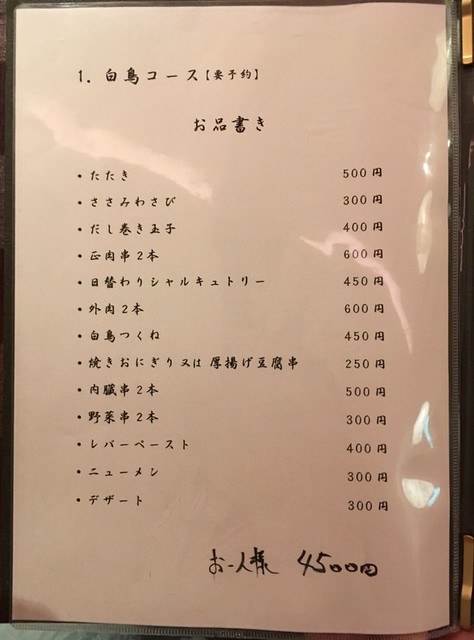 1. 白鳥コース【要予約】
お品書き
・たたき 500円
・ささみわさび 300円
・だし巻き玉子 400円
・正肉串2本 600円
・日替わりシャルキュトリー 450円
・外肉2本 600円
・白鳥つくね 450円
・焼きおにぎり又は 厚揚げ豆腐串 250円
・内臓串2本 500円
・野菜串2本 300円
・レバーペースト 400円
・ニューメン 300円
・デザート 300円
お一人様 4500円